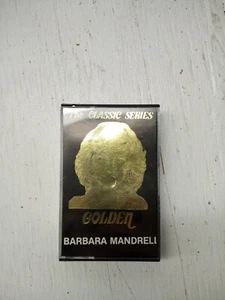 THE CLASSIC SERIES
GOLDEN
BARBARA MANDRELL